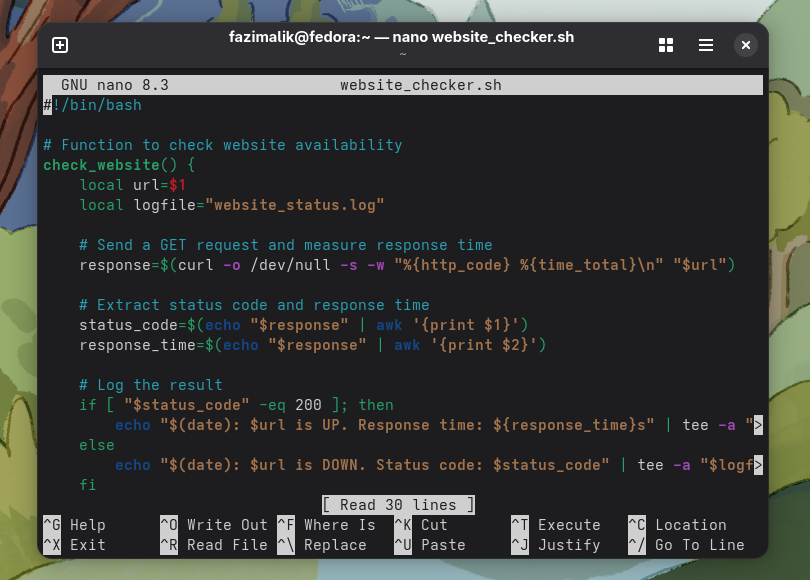 fazimalik@fedora:~ — nano website_checker.sh
~
GNU nano 8.3 website_checker.sh
#!/bin/bash
# Function to check website availability
check_website() {
    local url=$1
    local logfile="website_status.log"
    # Send a GET request and measure response time
    response=$(curl -o /dev/null -s -w "%{http_code} %{time_total}\n" "$url")
    # Extract status code and response time
    status_code=$(echo "$response" | awk '{print $1}')
    response_time=$(echo "$response" | awk '{print $2}')
    # Log the result
    if [ "$status_code" -eq 200 ]; then
        echo "$(date): $url is UP. Response time: ${response_time}s" | tee -a ">
    else
        echo "$(date): $url is DOWN. Status code: $status_code" | tee -a "$logf>
    fi
[ Read 30 lines ]
^G Help ^O Write Out ^F Where Is ^K Cut ^T Execute ^C Location
^X Exit ^R Read File ^\ Replace ^U Paste ^J Justify ^/ Go To Line